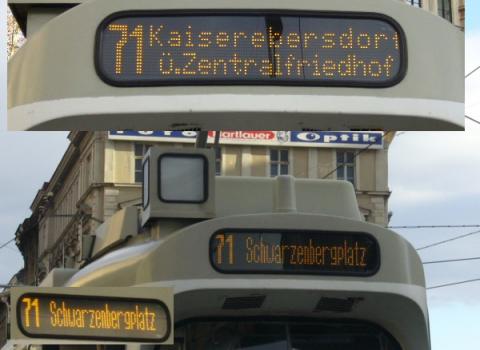 71 Kaiserebersdorf
ü.Zentralfriedhof
Hartlauer Optik
71 Schwarzenbergplatz
71 Schwarzenbergplatz